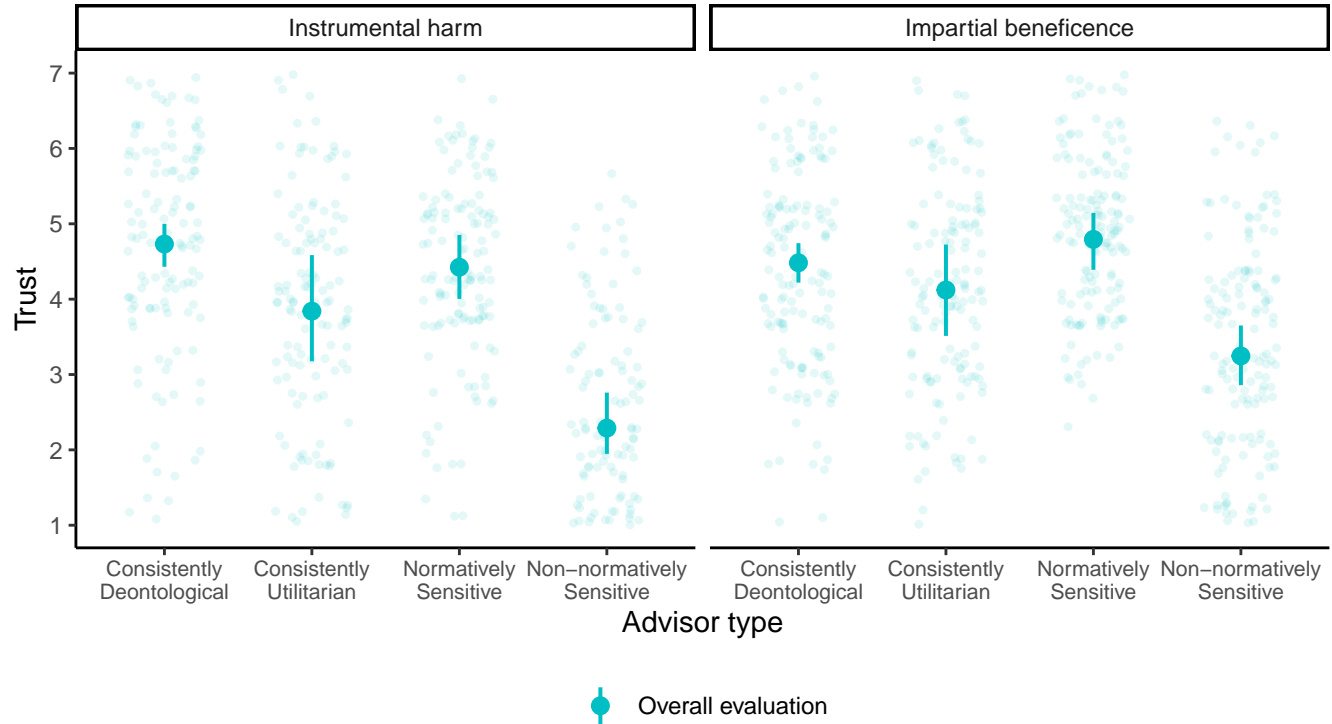 Instrumental harm
Impartial beneficence
Trust
7
6
5
4
3
2
1
Consistently
Deontological
Consistently
Utilitarian
Normatively
Sensitive
Non−normatively
Sensitive
Consistently
Deontological
Consistently
Utilitarian
Normatively
Sensitive
Non−normatively
Sensitive
Advisor type
Overall evaluation